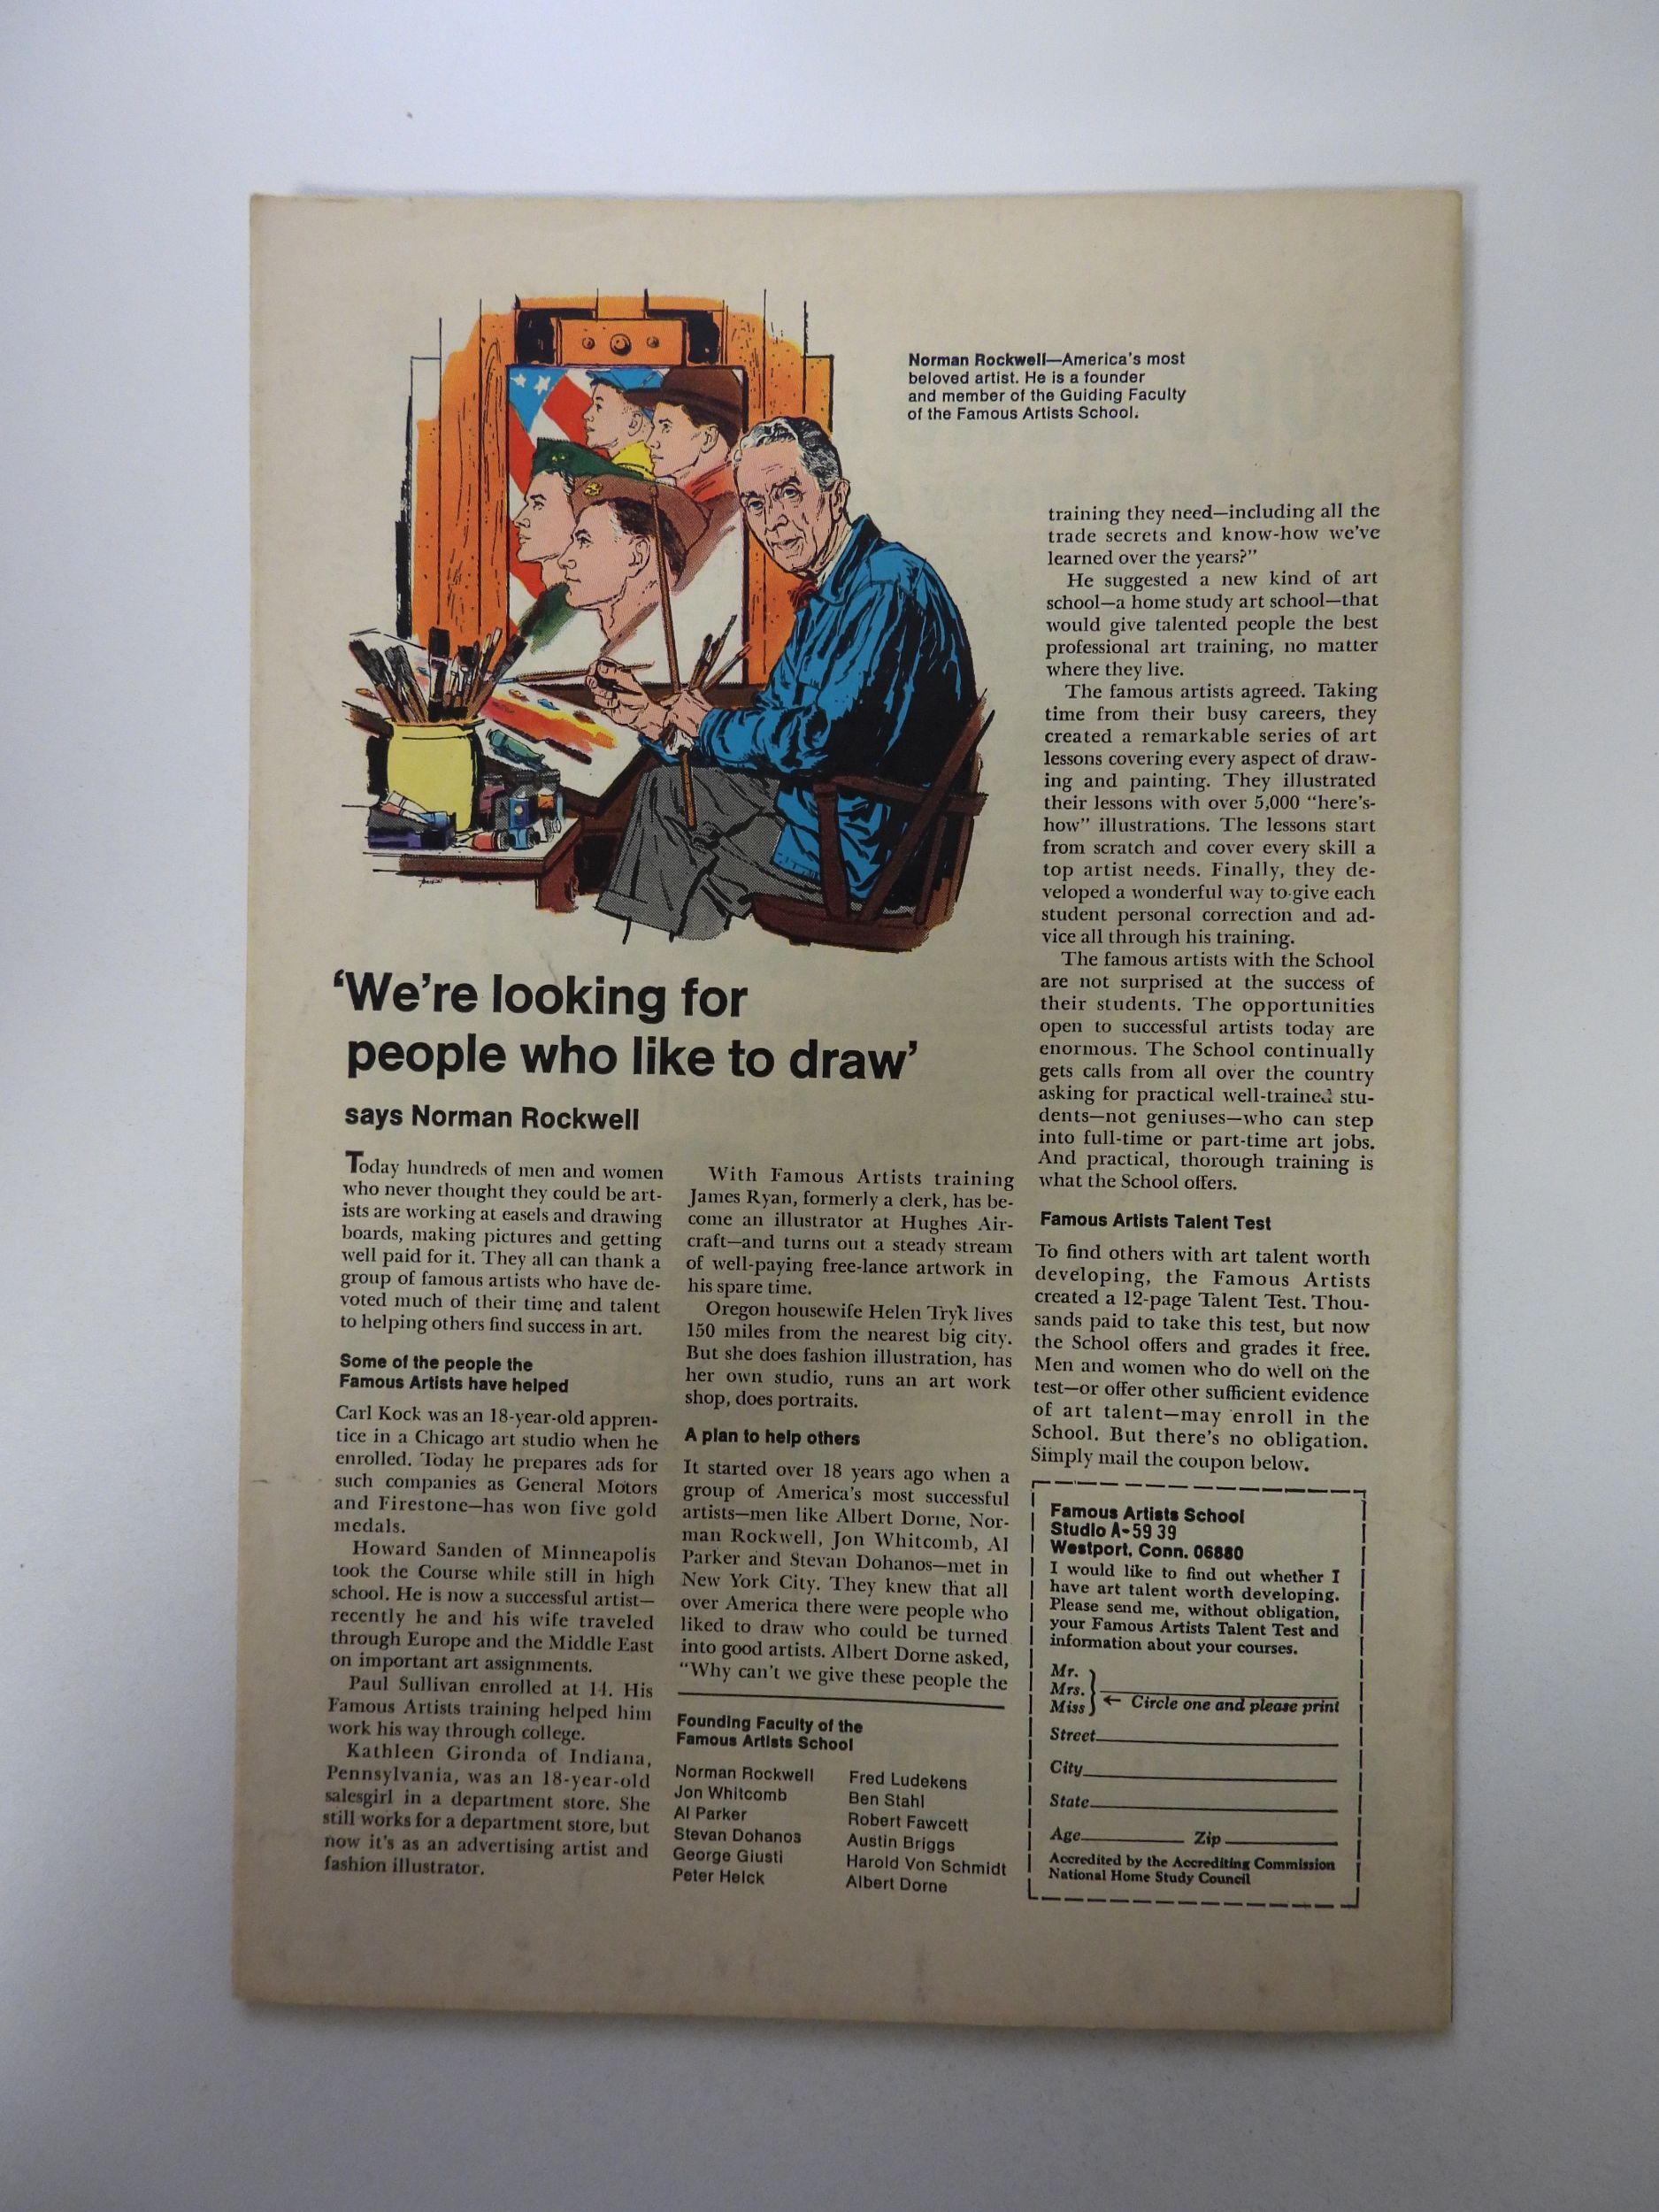 Norman Rockwell—America's most
beloved artist. He is a founder
and member of the Guiding Faculty
of the Famous Artists School.
'We're looking for
people who like to draw'
says Norman Rockwell
Today hundreds of men and women
who never thought they could be art-
ists are working at easels and drawing
boards, making pictures and getting
well paid for it. They all can thank a
group of famous artists who have de-
voted much of their time and talent
to helping others find success in art.
Some of the people the
Famous Artists have helped
Carl Kock was an 18-year-old appren-
tice in a Chicago art studio when he
enrolled. Today he prepares ads for
such companies as General Motors
and Firestone—has won five gold
medals.
Howard Sanden of Minneapolis
took the Course while still in high
school. He is now a successful artist—
recently he and his wife traveled
through Europe and the Middle East
on important art assignments.
Paul Sullivan enrolled at 14. His
Famous Artists training helped him
work his way through college.
Kathleen Gironda of Indiana,
Pennsylvania, was an 18-year-old
salesgirl in a department store. She
still works for a department store, but
now it's as an advertising artist and
fashion illustrator.
With Famous Artists training
James Ryan, formerly a clerk, has be-
come an illustrator at Hughes Air-
craft—and turns out a steady stream
of well-paying free-lance artwork in
his spare time.
Oregon housewife Helen Tryk lives
150 miles from the nearest big city.
But she does fashion illustration, has
her own studio, runs an art work
shop, does portraits.
A plan to help others
It started over 18 years ago when a
group of America's most successful
artists—men like Albert Dorne, Nor-
man Rockwell, Jon Whitcomb, Al
Parker and Stevan Dohanos—met in
New York City. They knew that all
over America there were people who
liked to draw who could be turned
into good artists. Albert Dorne asked,
"Why can't we give these people the
training they need—including all the
trade secrets and know-how we've
learned over the years?"
He suggested a new kind of art
school—a home study art school—that
would give talented people the best
professional art training, no matter
where they live.
The famous artists agreed. Taking
time from their busy careers, they
created a remarkable series of art
lessons covering every aspect of draw-
ing and painting. They illustrated
their lessons with over 5,000 "here's-
how" illustrations. The lessons start
from scratch and cover every skill a
top artist needs. Finally, they de-
veloped a wonderful way to give each
student personal correction and ad-
vice all through his training.
The famous artists with the School
are not surprised at the success of
their students. The opportunities
open to successful artists today are
enormous. The School continually
gets calls from all over the country
asking for practical well-trained stu-
dents—not geniuses—who can step
into full-time or part-time art jobs.
And practical, thorough training is
what the School offers.
Famous Artists Talent Test
To find others with art talent worth
developing, the Famous Artists
created a 12-page Talent Test. Thou-
sands paid to take this test, but now
the School offers and grades it free.
Men and women who do well on the
test—or offer other sufficient evidence
of art talent—may enroll in the
School. But there's no obligation.
Simply mail the coupon below.
Founding Faculty of the
Famous Artists School
Norman Rockwell
Jon Whitcomb
Al Parker
Stevan Dohanos
George Giusti
Peter Helck
Fred Ludekens
Ben Stahl
Robert Fawcett
Austin Briggs
Harold Von Schmidt
Albert Dorne
Famous Artists School
Studio A-5939
Westport, Conn. 06880
I would like to find out whether I
have art talent worth developing.
Please send me, without obligation,
your Famous Artists Talent Test and
information about your courses.
Mr.
Mrs.
Miss ← Circle one and please print
Street
City
State
Age Zip
Accredited by the Accrediting Commission
National Home Study Council